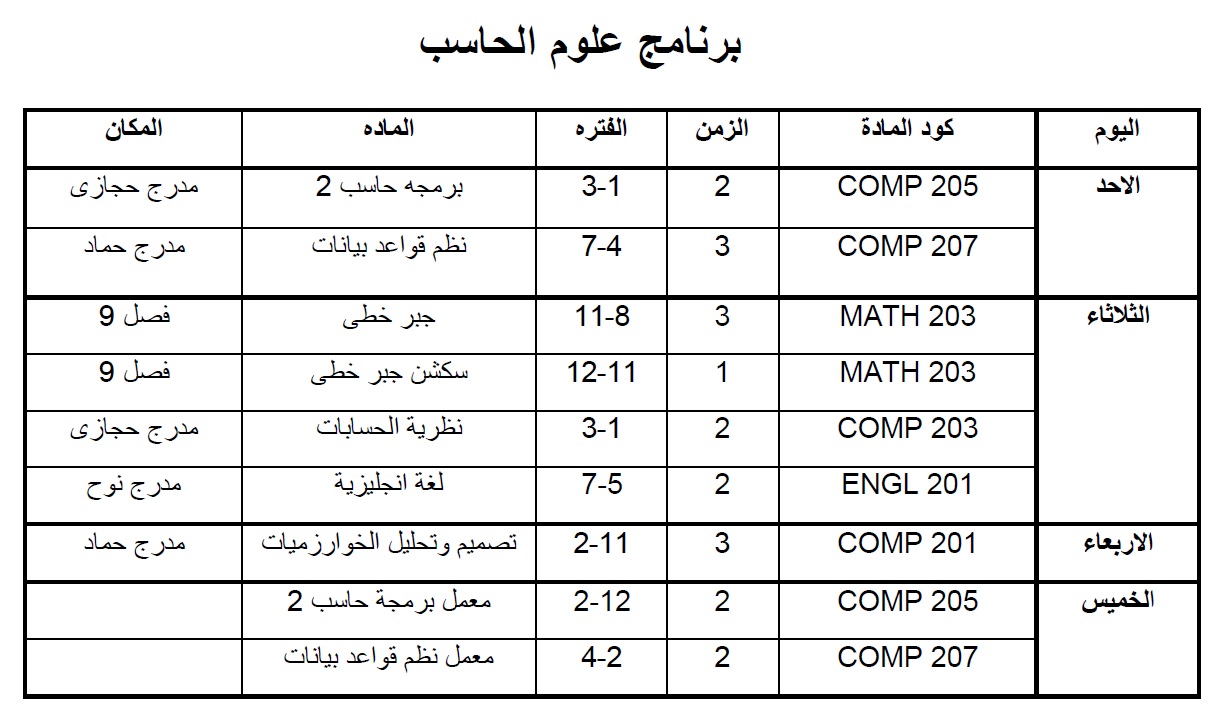 برنامج علوم الحاسب
اليوم كود المادة الزمن الفتره الماده المكان
الاحد COMP 205 2 3-1 برمجه حاسب 2 مدرج حجازى
COMP 207 3 7-4 نظم قواعد بيانات مدرج حماد
الثلاثاء MATH 203 3 11-8 جبر خطى فصل 9
MATH 203 1 12-11 سكشن جبر خطى فصل 9
COMP 203 2 3-1 نظرية الحسابات مدرج حجازى
ENGL 201 2 7-5 لغة انجليزية مدرج نوح
الاربعاء COMP 201 3 2-11 تصميم وتحليل الخوارزميات مدرج حماد
الخميس COMP 205 2 2-12 معمل برمجة حاسب 2
COMP 207 2 4-2 معمل نظم قواعد بيانات